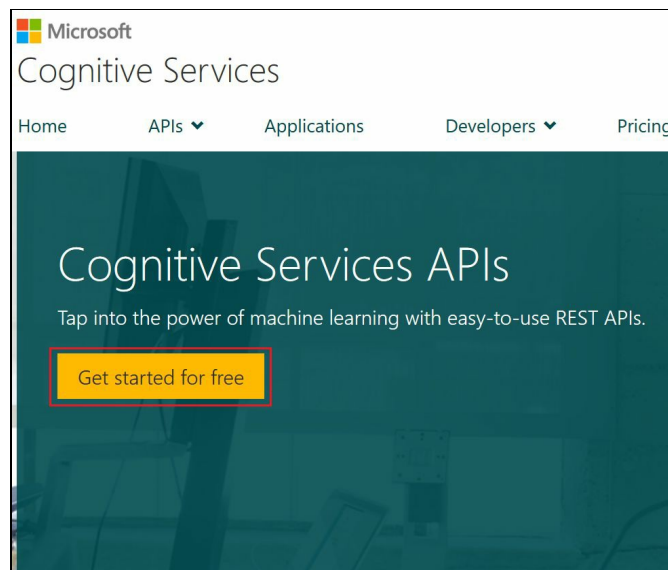 Microsoft
Cognitive Services
Home APIs Applications Developers Pricing
Cognitive Services APIs
Tap into the power of machine learning with easy-to-use REST APIs.
Get started for free